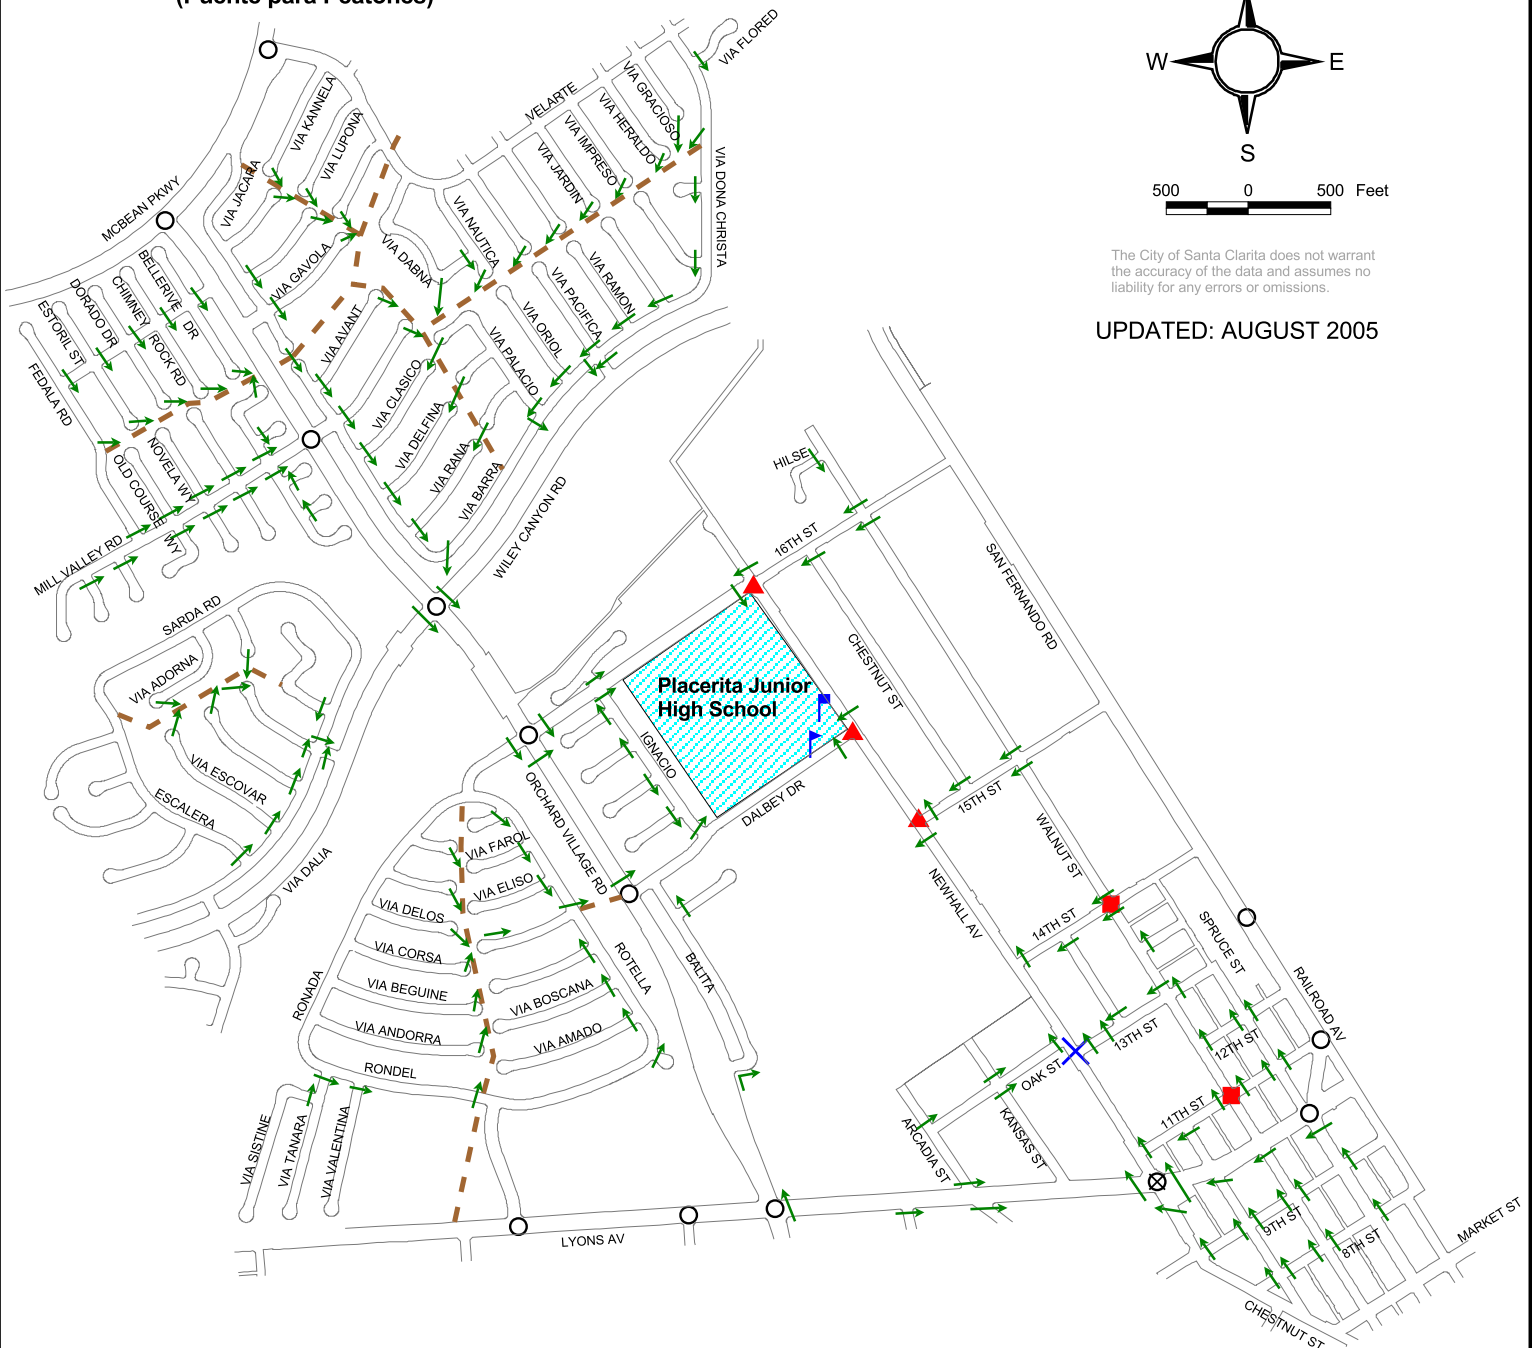 (Puente para Peatones)
VIA FLORED
W
E
S
500 0 500 Feet
The City of Santa Clarita does not warrant
the accuracy of the data and assumes no
liability for any errors or omissions.
UPDATED: AUGUST 2005
VIA KANNELA
VIA LUPONA
VIA JACARA
VELARTE
VIA GRACIOSO
VIA HERALDO
VIA IMPRESO
VIA JARDIN
VIA DONA CHRISTA
MCBEAN PKWY
VIA NAUTICA
VIA DABNA
VIA GAVOLA
BELLERIVE DR
CHIMNEY ROCK RD
DORADO DR
ESTORIL ST
FEDALA RD
VIA RAMON
VIA PACIFICA
VIA ORIOL
VIA PALACIO
VIA AVANT
VIA CLASICO
VIA DELFINA
VIA RANA
VIA BARRA
WILEY CANYON RD
NOVELA WY
OLD COURSE WY
MILL VALLEY RD
HILSE
16TH ST
SAN FERNANDO RD
SARDA RD
VIA ADORNA
VIA ESCOVAR
ESCALERA
VIA DALIA
Placerita Junior
High School
CHESTNUT ST
IGNACIO
DALBEY DR
15TH ST
WALNUT ST
ORCHARD VILLAGE RD
VIA FAROL
VIA ELISO
VIA DELOS
VIA CORSA
VIA BEGUINE
VIA ANDORRA
RONDEL
RONADA
VIA BOSCANA
VIA AMADO
ROTELLA
BALITA
NEWHALL AV
14TH ST
SPRUCE ST
RAILROAD AV
13TH ST
12TH ST
OAK ST
11TH ST
KANSAS ST
ARCADIA ST
VIA SISTINE
VIA TANARA
VIA VALENTINA
LYONS AV
9TH ST
8TH ST
MARKET ST
CHESTNUT ST